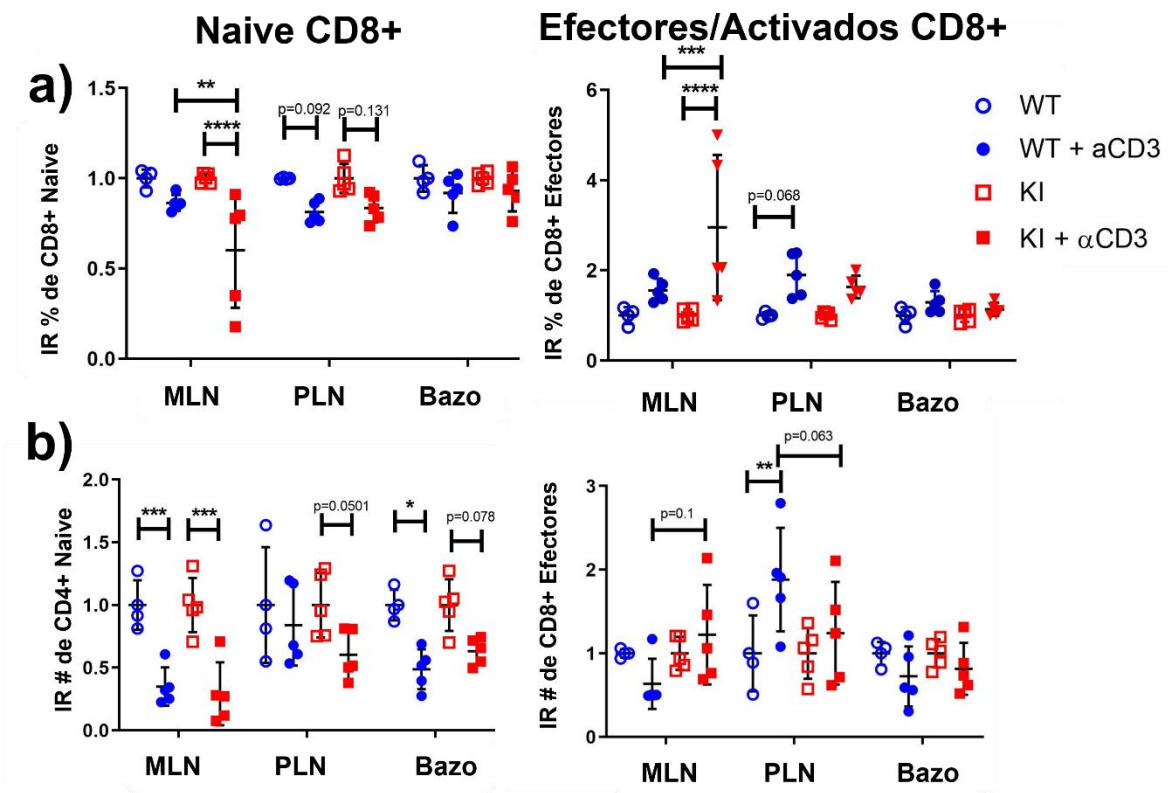 Naive CD8+
Efectores/Activados CD8+
a)
IR % de CD8+ Naive
1.5
1.0
0.5
0.0
**
****
p=0.092
p=0.131
MLN
PLN
Bazo
IR % de CD8+ Efectores
6
4
2
0
***
****
p=0.068
MLN
PLN
Bazo
WT
WT + aCD3
KI
KI + αCD3
b)
IR # de CD4+ Naive
2.0
1.5
1.0
0.5
0.0
***
***
p=0.0501
*
p=0.078
MLN
PLN
Bazo
IR # de CD8+ Efectores
3
2
1
0
p=0.1
**
p=0.063
MLN
PLN
Bazo